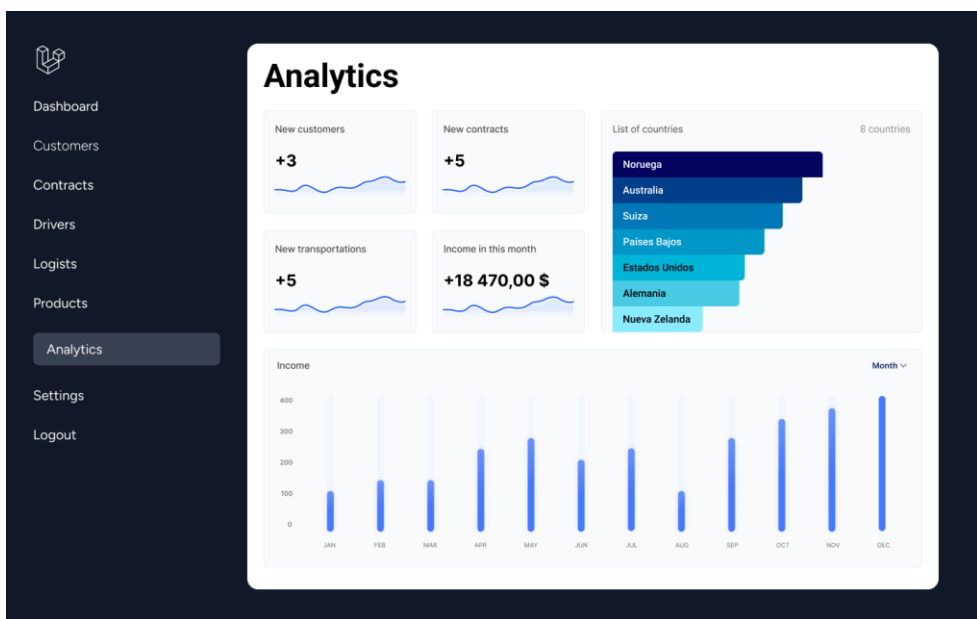 Dashboard
Customers
Contracts
Drivers
Logists
Products
Analytics
Settings
Logout
Analytics
New customers
+3
New contracts
+5
New transportations
+5
Income in this month
+18 470,00 $
List of countries 8 countries
Noruega
Australia
Suiza
Países Bajos
Estados Unidos
Alemania
Nueva Zelanda
Income Month
400
300
200
100
0
JAN FEB MAR APR MAY JUN JUL AUG SEP OCT NOV DEC